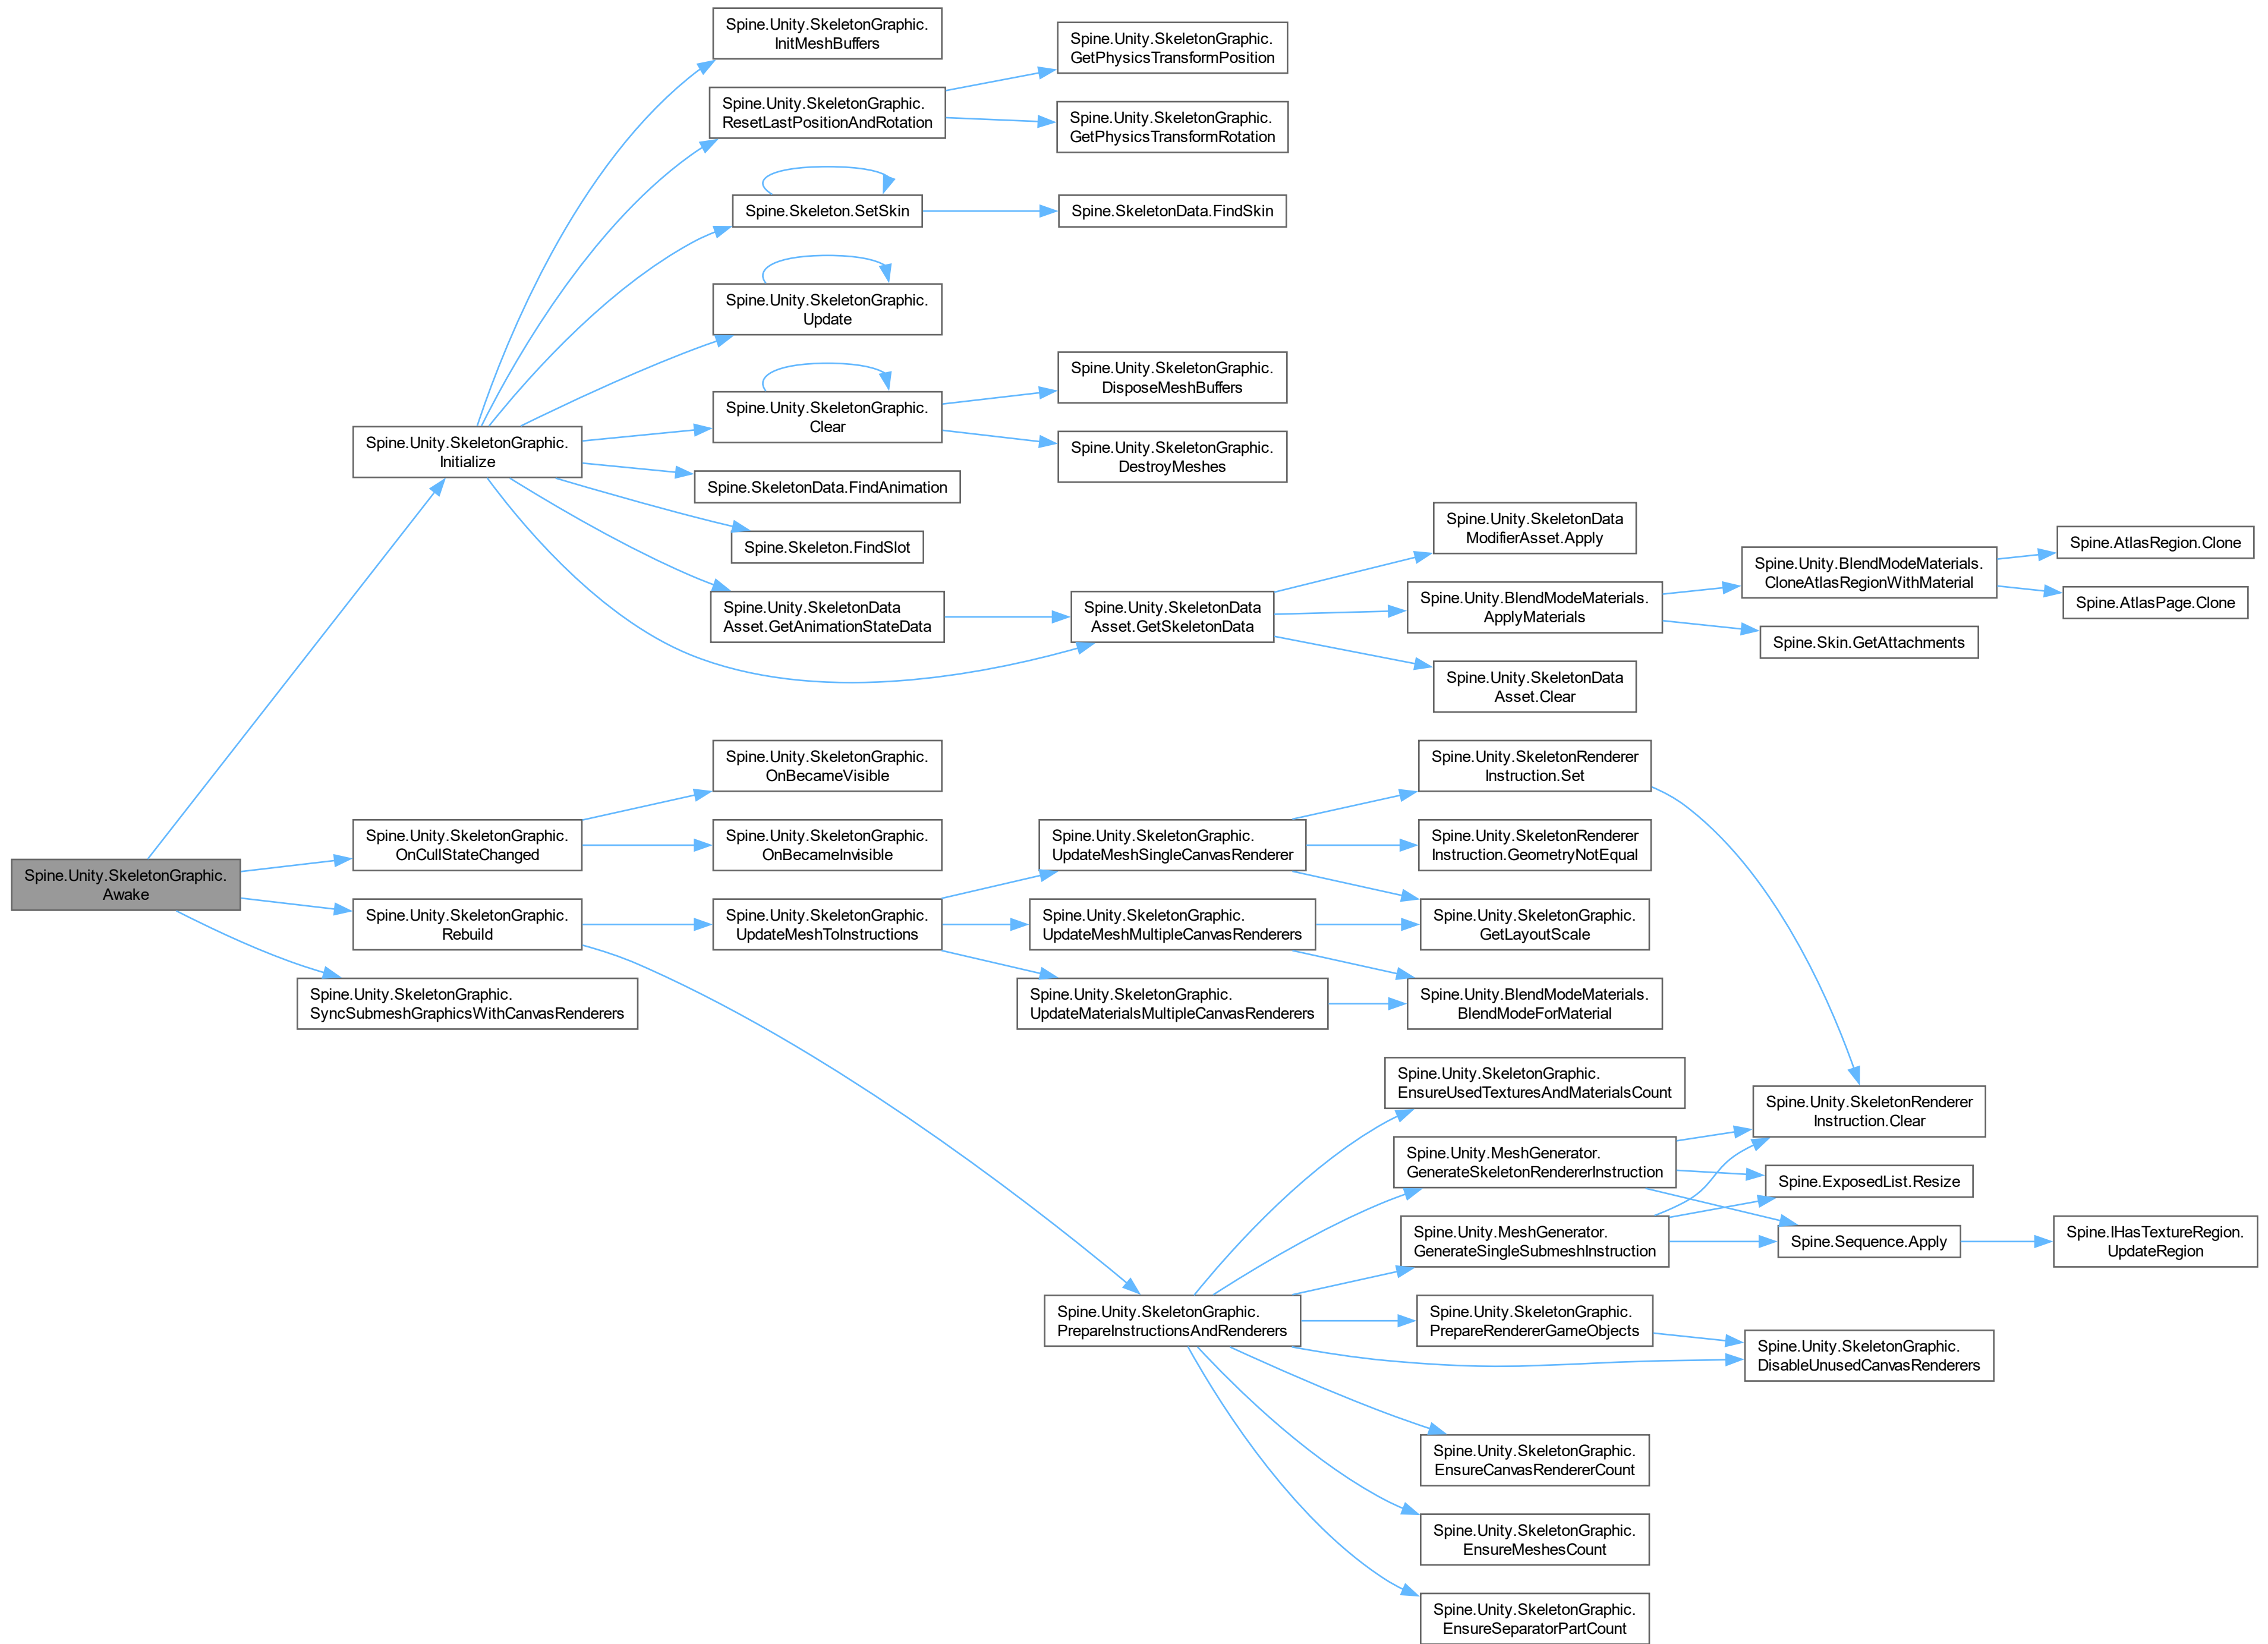 Spine.Unity.SkeletonGraphic.
Awake
Spine.Unity.SkeletonGraphic.
Initialize
Spine.Unity.SkeletonGraphic.
OnCullStateChanged
Spine.Unity.SkeletonGraphic.
Rebuild
Spine.Unity.SkeletonGraphic.
SyncSubmeshGraphicsWithCanvasRenderers
Spine.Unity.SkeletonGraphic.
InitMeshBuffers
Spine.Unity.SkeletonGraphic.
ResetLastPositionAndRotation
Spine.Skeleton.SetSkin
Spine.Unity.SkeletonGraphic.
Update
Spine.Unity.SkeletonGraphic.
Clear
Spine.SkeletonData.FindAnimation
Spine.Skeleton.FindSlot
Spine.Unity.SkeletonData
Asset.GetAnimationStateData
Spine.Unity.SkeletonGraphic.
OnBecameVisible
Spine.Unity.SkeletonGraphic.
OnBecameInvisible
Spine.Unity.SkeletonGraphic.
UpdateMeshToInstructions
Spine.Unity.SkeletonGraphic.
GetPhysicsTransformPosition
Spine.Unity.SkeletonGraphic.
GetPhysicsTransformRotation
Spine.SkeletonData.FindSkin
Spine.Unity.SkeletonGraphic.
DisposeMeshBuffers
Spine.Unity.SkeletonGraphic.
DestroyMeshes
Spine.Unity.SkeletonData
Asset.GetSkeletonData
Spine.Unity.SkeletonGraphic.
UpdateMeshSingleCanvasRenderer
Spine.Unity.SkeletonGraphic.
UpdateMeshMultipleCanvasRenderers
Spine.Unity.SkeletonGraphic.
UpdateMaterialsMultipleCanvasRenderers
Spine.Unity.SkeletonGraphic.
PrepareInstructionsAndRenderers
Spine.Unity.SkeletonData
ModifierAsset.Apply
Spine.Unity.BlendModeMaterials.
ApplyMaterials
Spine.Unity.SkeletonData
Asset.Clear
Spine.Unity.SkeletonRenderer
Instruction.Set
Spine.Unity.SkeletonRenderer
Instruction.GeometryNotEqual
Spine.Unity.SkeletonGraphic.
GetLayoutScale
Spine.Unity.BlendModeMaterials.
BlendModeForMaterial
Spine.Unity.SkeletonGraphic.
EnsureUsedTexturesAndMaterialsCount
Spine.Unity.MeshGenerator.
GenerateSkeletonRendererInstruction
Spine.Unity.MeshGenerator.
GenerateSingleSubmeshInstruction
Spine.Unity.SkeletonGraphic.
PrepareRendererGameObjects
Spine.Unity.SkeletonGraphic.
EnsureCanvasRendererCount
Spine.Unity.SkeletonGraphic.
EnsureMeshesCount
Spine.Unity.SkeletonGraphic.
EnsureSeparatorPartCount
Spine.Unity.BlendModeMaterials.
CloneAtlasRegionWithMaterial
Spine.Skin.GetAttachments
Spine.Unity.SkeletonRenderer
Instruction.Clear
Spine.ExposedList.Resize
Spine.Sequence.Apply
Spine.Unity.SkeletonGraphic.
DisableUnusedCanvasRenderers
Spine.AtlasRegion.Clone
Spine.AtlasPage.Clone
Spine.IHasTextureRegion.
UpdateRegion